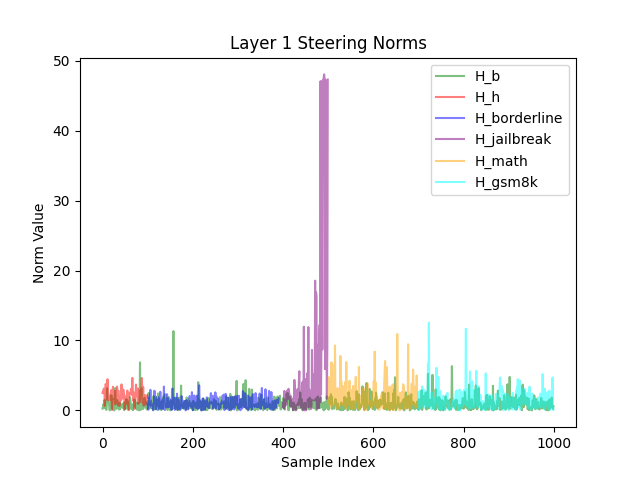 Layer 1 Steering Norms
50
40
30
20
10
0
Norm Value
0
200
400
600
800
1000
Sample Index
H_b
H_h
H_borderline
H_jailbreak
H_math
H_gsm8k